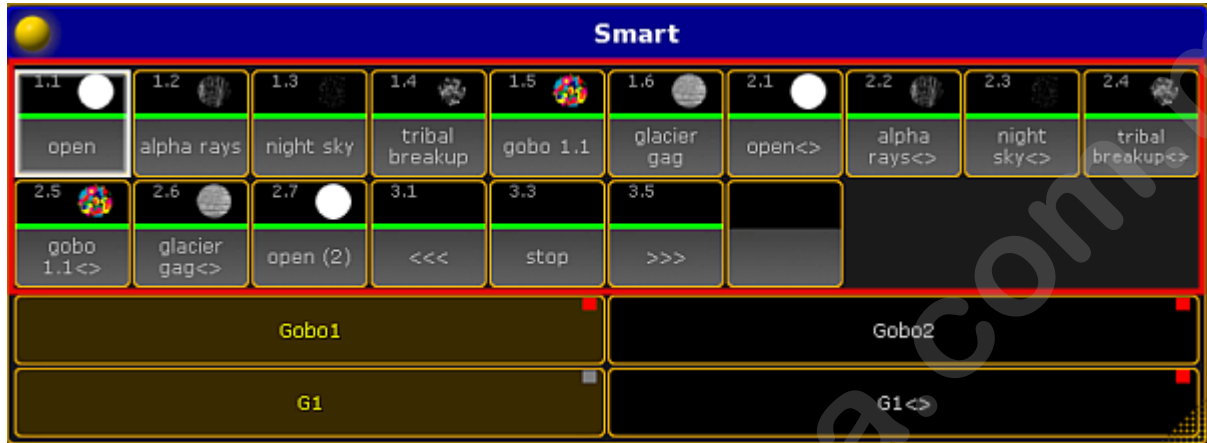 Smart
1.1 1.2 1.3 1.4 1.5 1.6 2.1 2.2 2.3 2.4
open alpha rays night sky tribal breakup gobo 1.1 glacier gag open<> alpha rays<> night sky<> tribal breakup<>
2.5 2.6 2.7 3.1 3.3 3.5
gobo 1.1<> glacier gag<> open (2) <<< stop >>>
Gobo1 Gobo2
G1 G1<>
a.com.